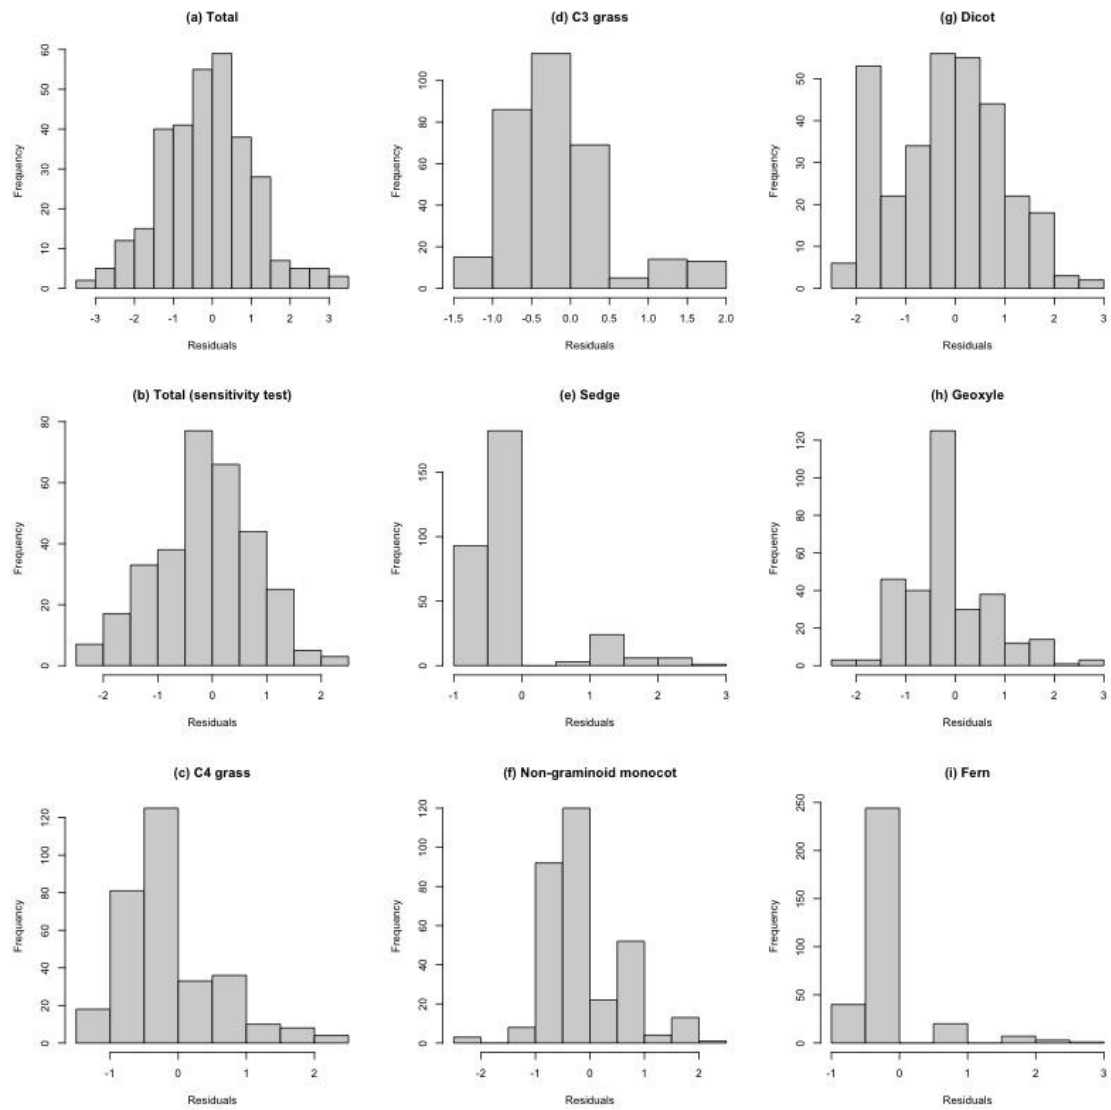 (a) Total
Frequency
0 10 20 30 40 50 60
-3 -2 -1 0 1 2 3
Residuals
(d) C3 grass
Frequency
0 20 40 60 80 100
-1.5 -1.0 -0.5 0.0 0.5 1.0 1.5 2.0
Residuals
(g) Dicot
Frequency
0 10 20 30 40 50
-2 -1 0 1 2 3
Residuals
(b) Total (sensitivity test)
Frequency
0 20 40 60 80
-2 -1 0 1 2
Residuals
(e) Sedge
Frequency
0 50 100 150
-1 0 1 2 3
Residuals
(h) Geoxyle
Frequency
0 20 40 60 80 100 120
-2 -1 0 1 2 3
Residuals
(c) C4 grass
Frequency
0 20 40 60 80 100 120
-1 0 1 2
Residuals
(f) Non-graminoid monocot
Frequency
0 20 40 60 80 100 120
-2 -1 0 1 2
Residuals
(i) Fern
Frequency
0 50 100 150 200 250
-1 0 1 2 3
Residuals